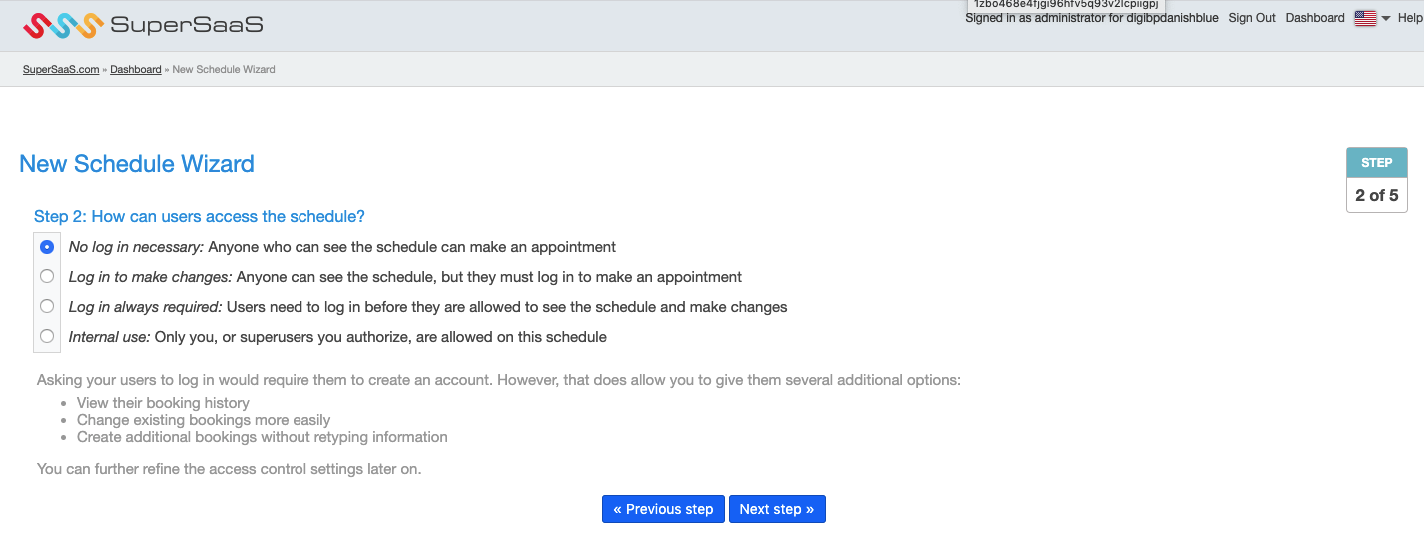 SuperSaaS
Signed in as administrator for digibpdanishblue Sign Out Dashboard Help
SuperSaaS.com » Dashboard » New Schedule Wizard
New Schedule Wizard
STEP
2 of 5
Step 2: How can users access the schedule?
No log in necessary: Anyone who can see the schedule can make an appointment
Log in to make changes: Anyone can see the schedule, but they must log in to make an appointment
Log in always required: Users need to log in before they are allowed to see the schedule and make changes
Internal use: Only you, or superusers you authorize, are allowed on this schedule
Asking your users to log in would require them to create an account. However, that does allow you to give them several additional options:
• View their booking history
• Change existing bookings more easily
• Create additional bookings without retyping information
You can further refine the access control settings later on.
« Previous step Next step »